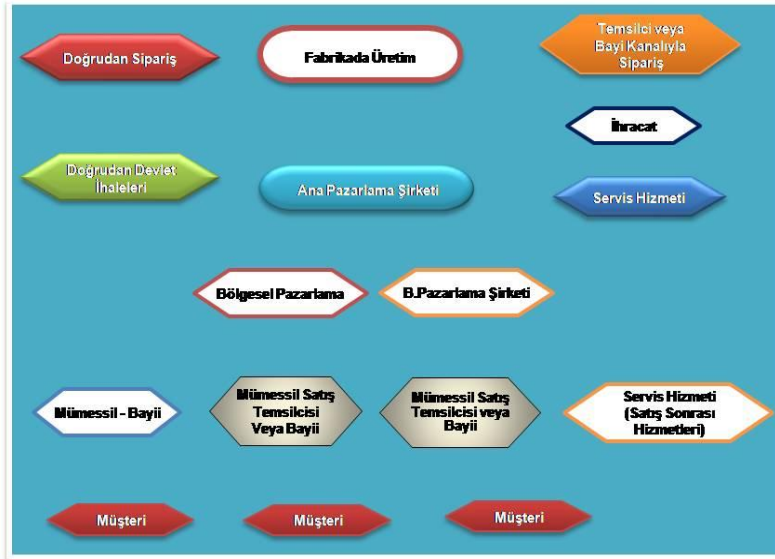 Doğrudan Sipariş
Fabrikada Üretim
Temsilci veya
Bayi Kanalıyla
Sipariş
İhracat
Doğrudan Devlet
İhaleleri
Ana Pazarlama Şirketi
Servis Hizmeti
Bölgesel Pazarlama
B.Pazarlama Şirketi
Mümessil - Bayii
Mümessil Satış
Temsilcisi
Veya Bayii
Mümessil Satış
Temsilcisi veya
Bayii
Servis Hizmeti
(Satış Sonrası
Hizmetleri)
Müşteri
Müşteri
Müşteri